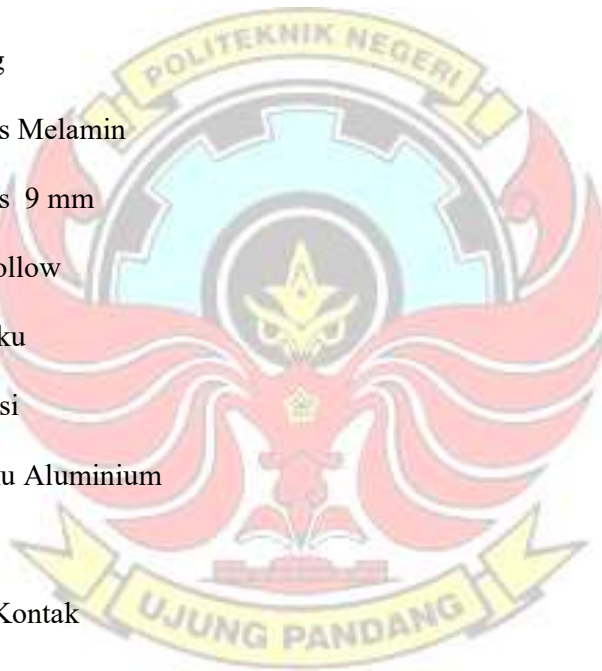 POLITEKNIK NEGERI
g
s Melamin
s 9 mm
ollow
ku
si
u Aluminium
Kontak
UJUNG PANDANG